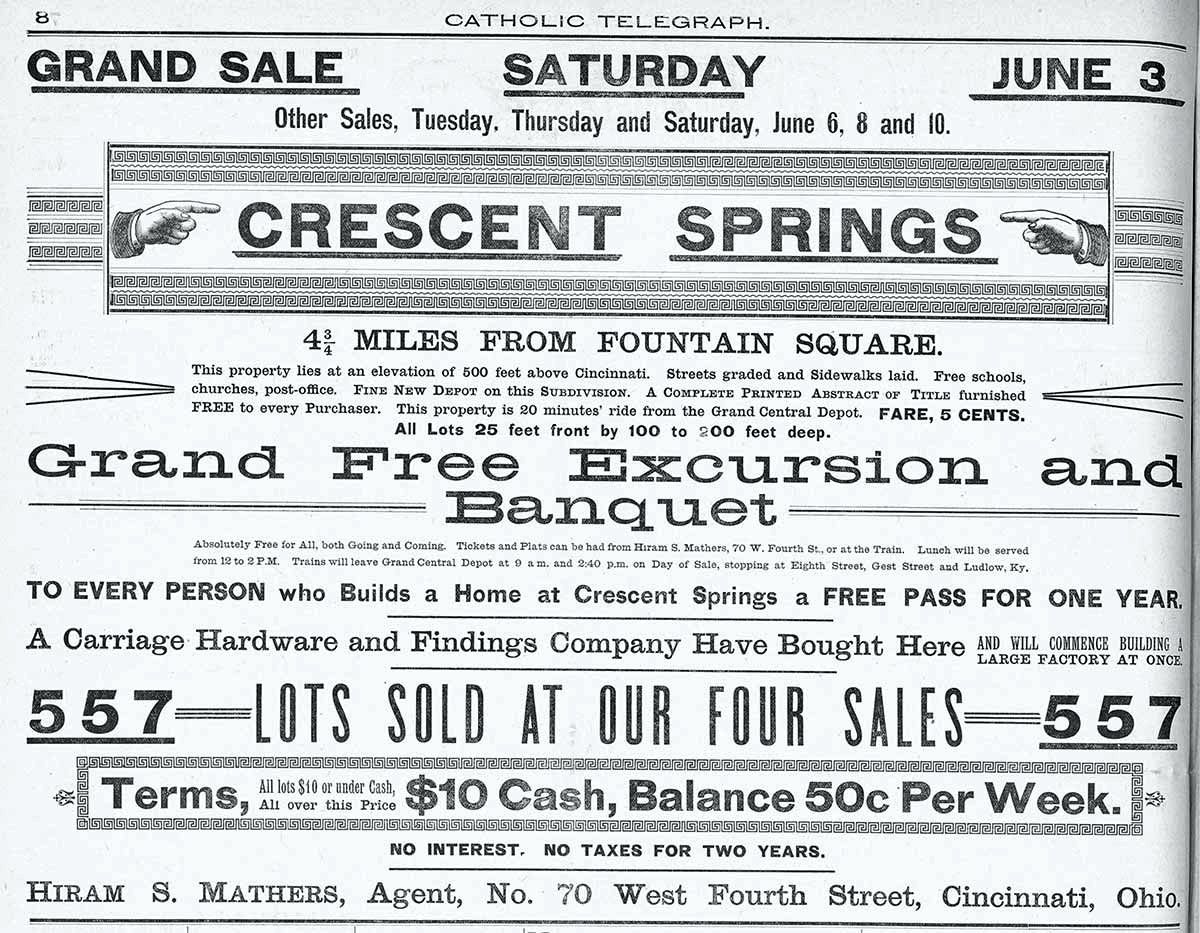 8
CATHOLIC TELEGRAPH.
GRAND SALE SATURDAY JUNE 3
Other Sales, Tuesday, Thursday and Saturday, June 6, 8 and 10.
CRESCENT SPRINGS
4¾ MILES FROM FOUNTAIN SQUARE.
This property lies at an elevation of 500 feet above Cincinnati. Streets graded and Sidewalks laid. Free schools,
churches, post-office. FINE NEW DEPOT on this SUBDIVISION. A COMPLETE PRINTED ABSTRACT OF TITLE furnished
FREE to every Purchaser. This property is 20 minutes' ride from the Grand Central Depot. FARE, 5 CENTS.
All Lots 25 feet front by 100 to 200 feet deep.
Grand Free Excursion and
Banquet
Absolutely Free for All, both Going and Coming. Tickets and Plats can be had from Hiram S. Mathers, 70 W. Fourth St., or at the Train. Lunch will be served
from 12 to 2 P.M. Trains will leave Grand Central Depot at 9 a m. and 2:40 p.m. on Day of Sale, stopping at Eighth Street, Gest Street and Ludlow, Ky.
TO EVERY PERSON who Builds a Home at Crescent Springs a FREE PASS FOR ONE YEAR.
A Carriage Hardware and Findings Company Have Bought Here AND WILL COMMENCE BUILDING A
LARGE FACTORY AT ONCE.
557 LOTS SOLD AT OUR FOUR SALES 557
Terms, All lots $10 or under Cash,
All over this Price $10 Cash, Balance 50c Per Week.
NO INTEREST. NO TAXES FOR TWO YEARS.
HIRAM S. MATHERS, Agent, No. 70 West Fourth Street, Cincinnati, Ohio.